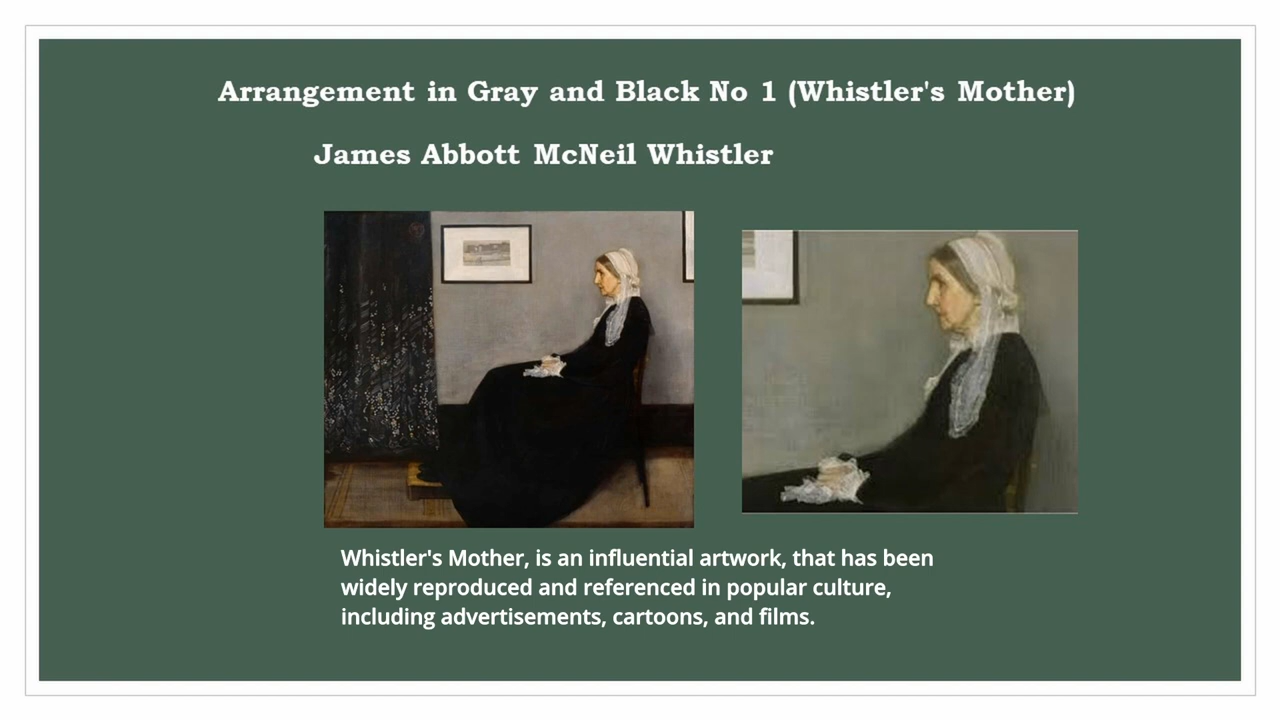 Arrangement in Gray and Black No 1 (Whistler's Mother)
James Abbott McNeil Whistler
Whistler's Mother, is an influential artwork, that has been
widely reproduced and referenced in popular culture,
including advertisements, cartoons, and films.